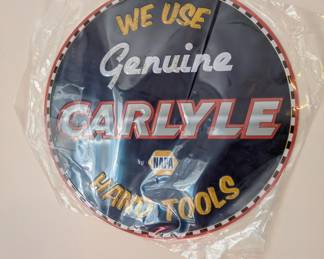 WE USE
Genuine
CARLYLE
by NAPA
HAND TOOLS